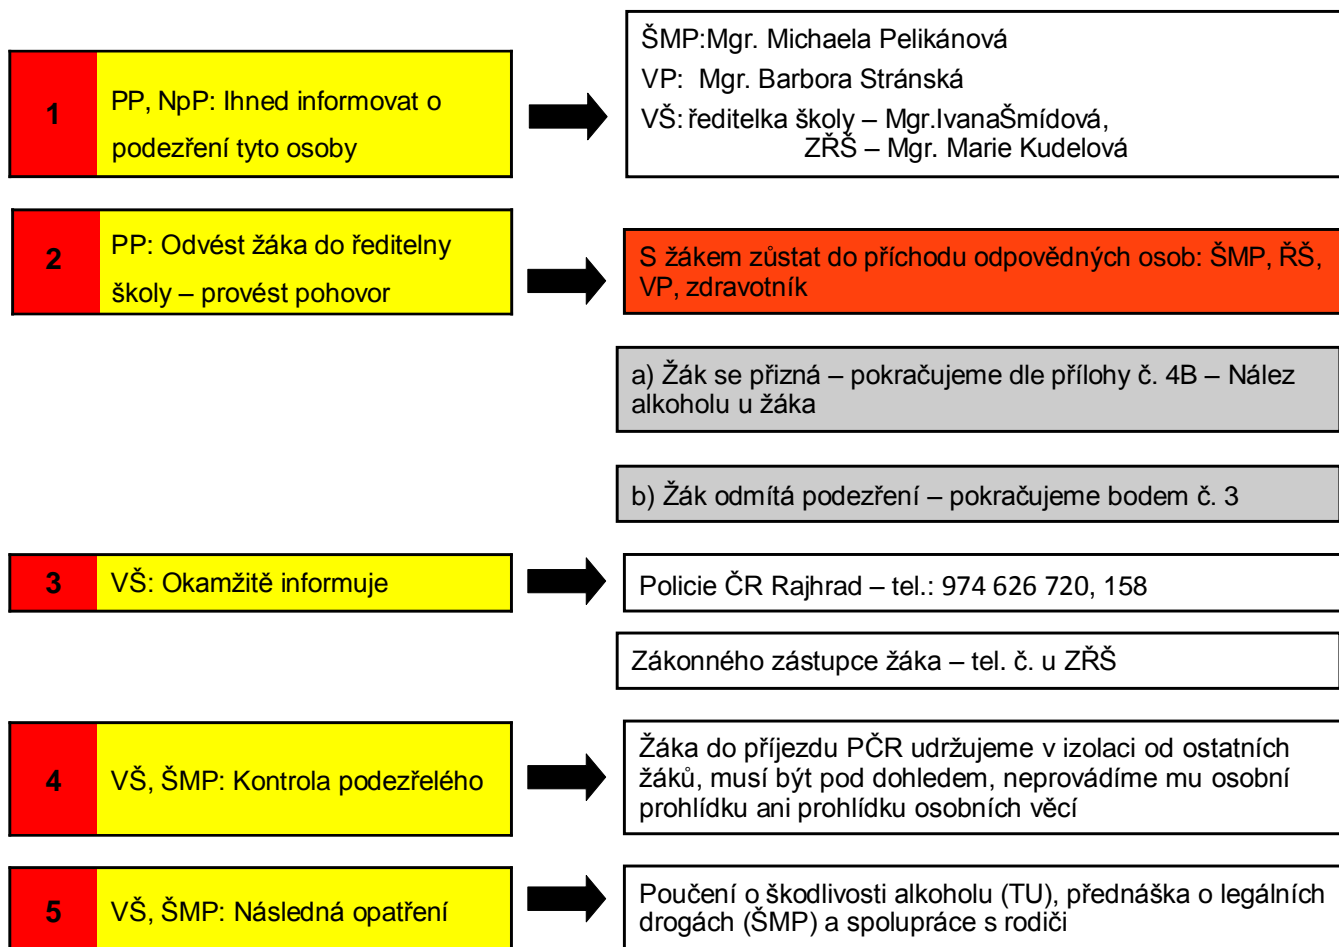 1
PP, NpP: Ihned informovat o
podezření tyto osoby
ŠMP:Mgr. Michaela Pelikánová
VP: Mgr. Barbora Stránská
VŠ: ředitelka školy – Mgr.IvanaŠmídová,
ZŘŠ – Mgr. Marie Kudelová
2
PP: Odvést žáka do ředitelny
školy – provést pohovor
S žákem zůstat do příchodu odpovědných osob: ŠMP, ŘŠ,
VP, zdravotník
a) Žák se přizná – pokračujeme dle přílohy č. 4B – Nález
alkoholu u žáka
b) Žák odmítá podezření – pokračujeme bodem č. 3
3
VŠ: Okamžitě informuje
Policie ČR Rajhrad – tel.: 974 626 720, 158
Zákonného zástupce žáka – tel. č. u ZŘŠ
4
VŠ, ŠMP: Kontrola podezřelého
Žáka do příjezdu PČR udržujeme v izolaci od ostatních
žáků, musí být pod dohledem, neprovádíme mu osobní
prohlídku ani prohlídku osobních věcí
5
VŠ, ŠMP: Následná opatření
Poučení o škodlivosti alkoholu (TU), přednáška o legálních
drogách (ŠMP) a spolupráce s rodiči